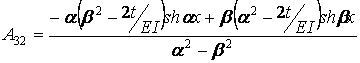 A₃₂ = (-α(β² - 2t/EI)sh αx + β(α² - 2t/EI)sh βx) / (α² - β²)